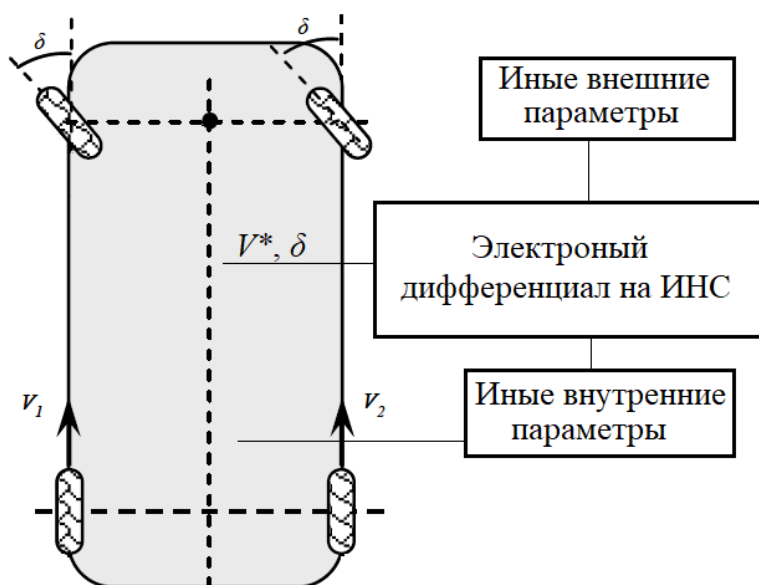 δ
δ
Иные внешние
параметры
V*, δ
Электроный
дифференциал на ИНС
v₁
v₂
Иные внутренние
параметры